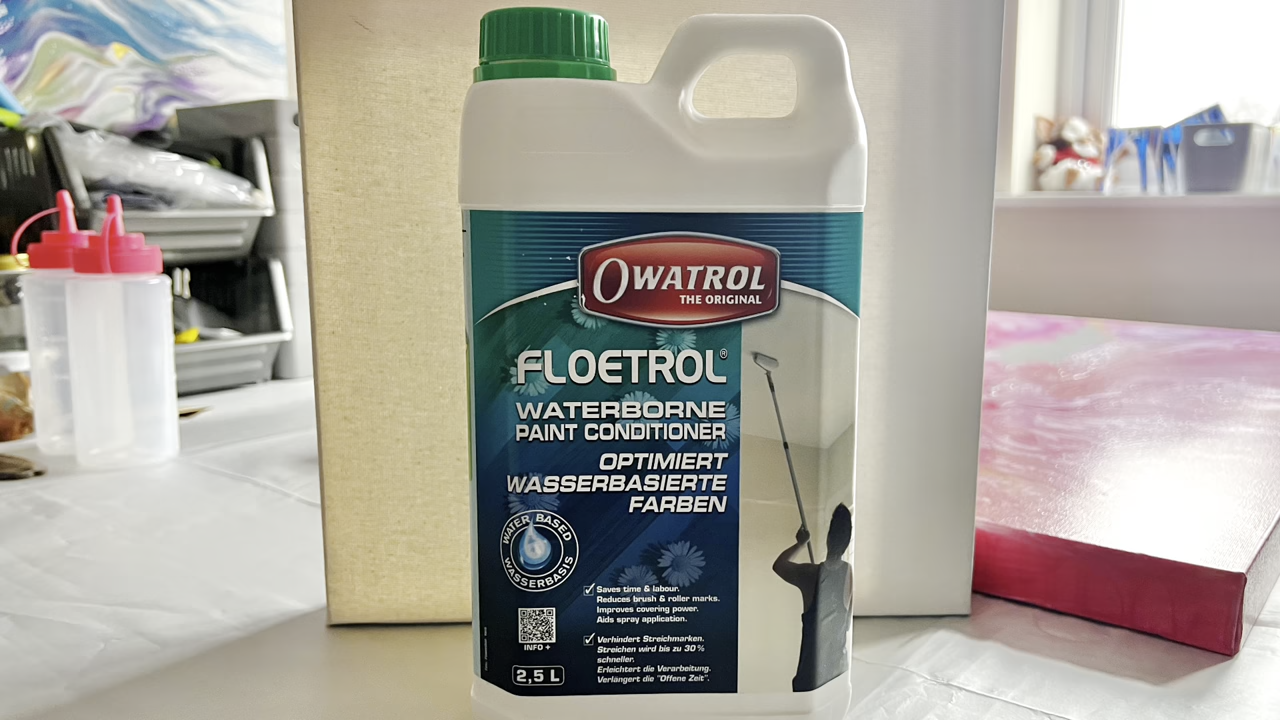 OWATROL
THE ORIGINAL
FLOETROL®
WATERBORNE
PAINT CONDITIONER
OPTIMIERT
WASSERBASIERTE
FARBEN
WATER BASED
WASSERBASIS
Saves time & labour.
Reduces brush & roller marks.
Improves covering power.
Aids spray application.
INFO +
Verhindert Streichmarken.
Streichen wird bis zu 30%
schneller.
Erleichtert die Verarbeitung.
Verlängert die "Offene Zeit".
2,5 L